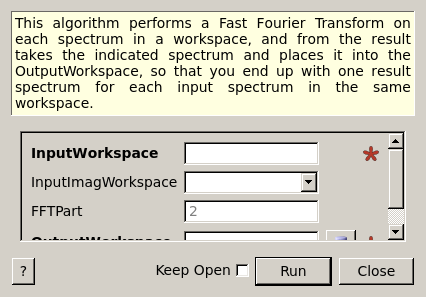 This algorithm performs a Fast Fourier Transform on
each spectrum in a workspace, and from the result
takes the indicated spectrum and places it into the
OutputWorkspace, so that you end up with one result
spectrum for each input spectrum in the same
workspace.
InputWorkspace
InputImagWorkspace
FFTPart 2
OutputWorkspace
? Keep Open Run Close